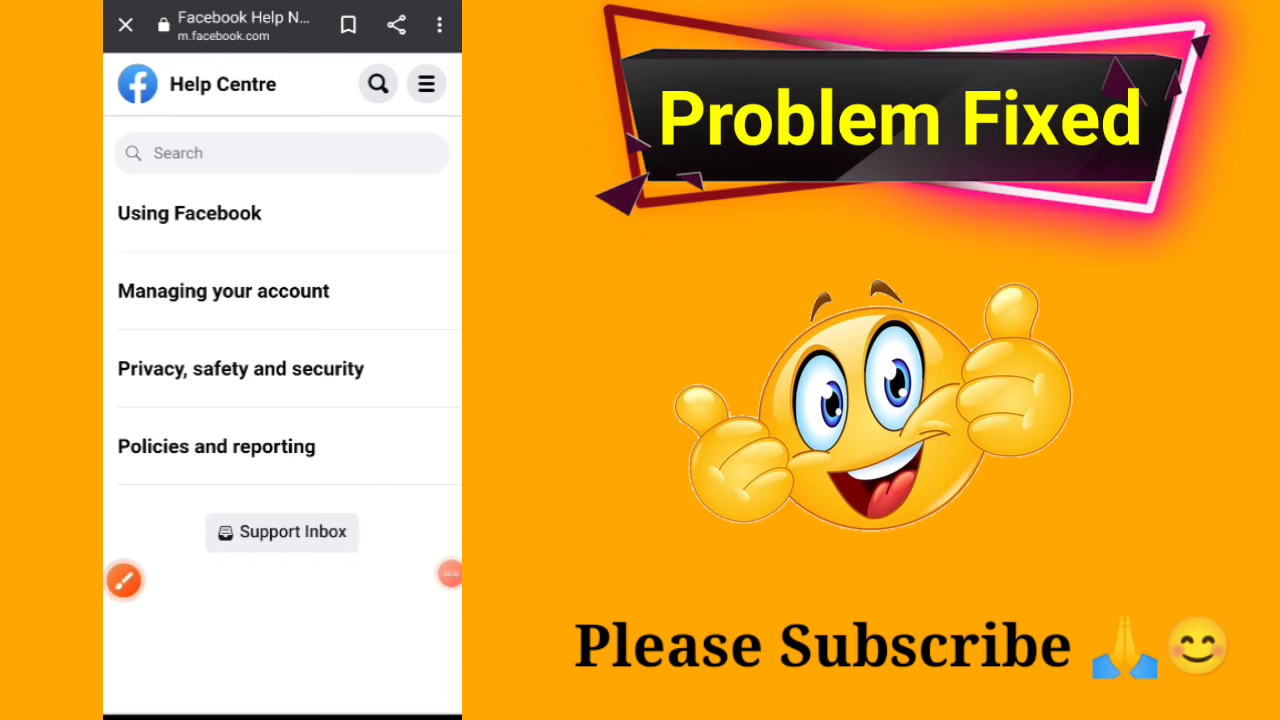 Facebook Help N...
m.facebook.com
Help Centre
Search
Using Facebook
Managing your account
Privacy, safety and security
Policies and reporting
Support Inbox
Problem Fixed
Please Subscribe 🙏😊